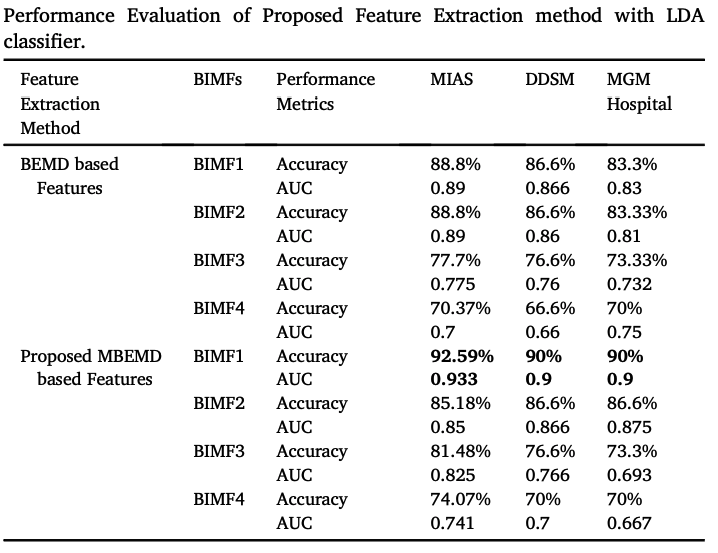 Performance Evaluation of Proposed Feature Extraction method with LDA
classifier.
Feature BIMFs Performance MIAS DDSM MGM
Extraction Metrics Hospital
Method
BEMD based BIMF1 Accuracy 88.8% 86.6% 83.3%
Features AUC 0.89 0.866 0.83
BIMF2 Accuracy 88.8% 86.6% 83.33%
AUC 0.89 0.86 0.81
BIMF3 Accuracy 77.7% 76.6% 73.33%
AUC 0.775 0.76 0.732
BIMF4 Accuracy 70.37% 66.6% 70%
AUC 0.7 0.66 0.75
Proposed MBEMD BIMF1 Accuracy 92.59% 90% 90%
based Features AUC 0.933 0.9 0.9
BIMF2 Accuracy 85.18% 86.6% 86.6%
AUC 0.85 0.866 0.875
BIMF3 Accuracy 81.48% 76.6% 73.3%
AUC 0.825 0.766 0.693
BIMF4 Accuracy 74.07% 70% 70%
AUC 0.741 0.7 0.667